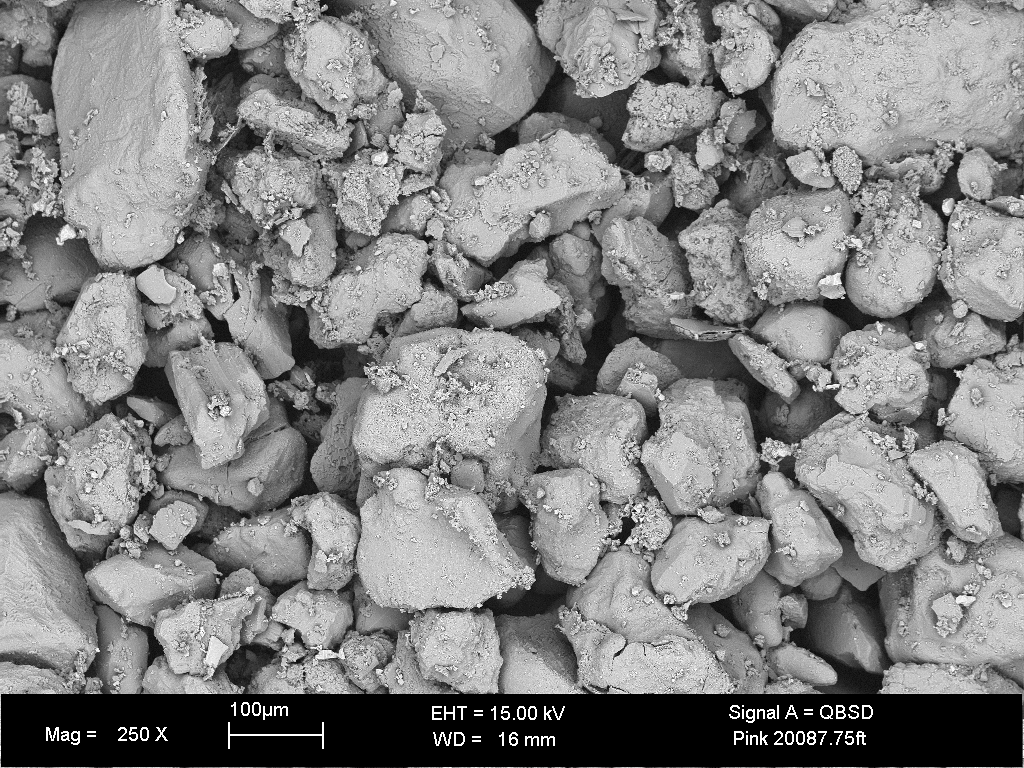 Mag = 250 X
100µm
EHT = 15.00 kV
WD = 16 mm
Signal A = QBSD
Pink 20087.75ft